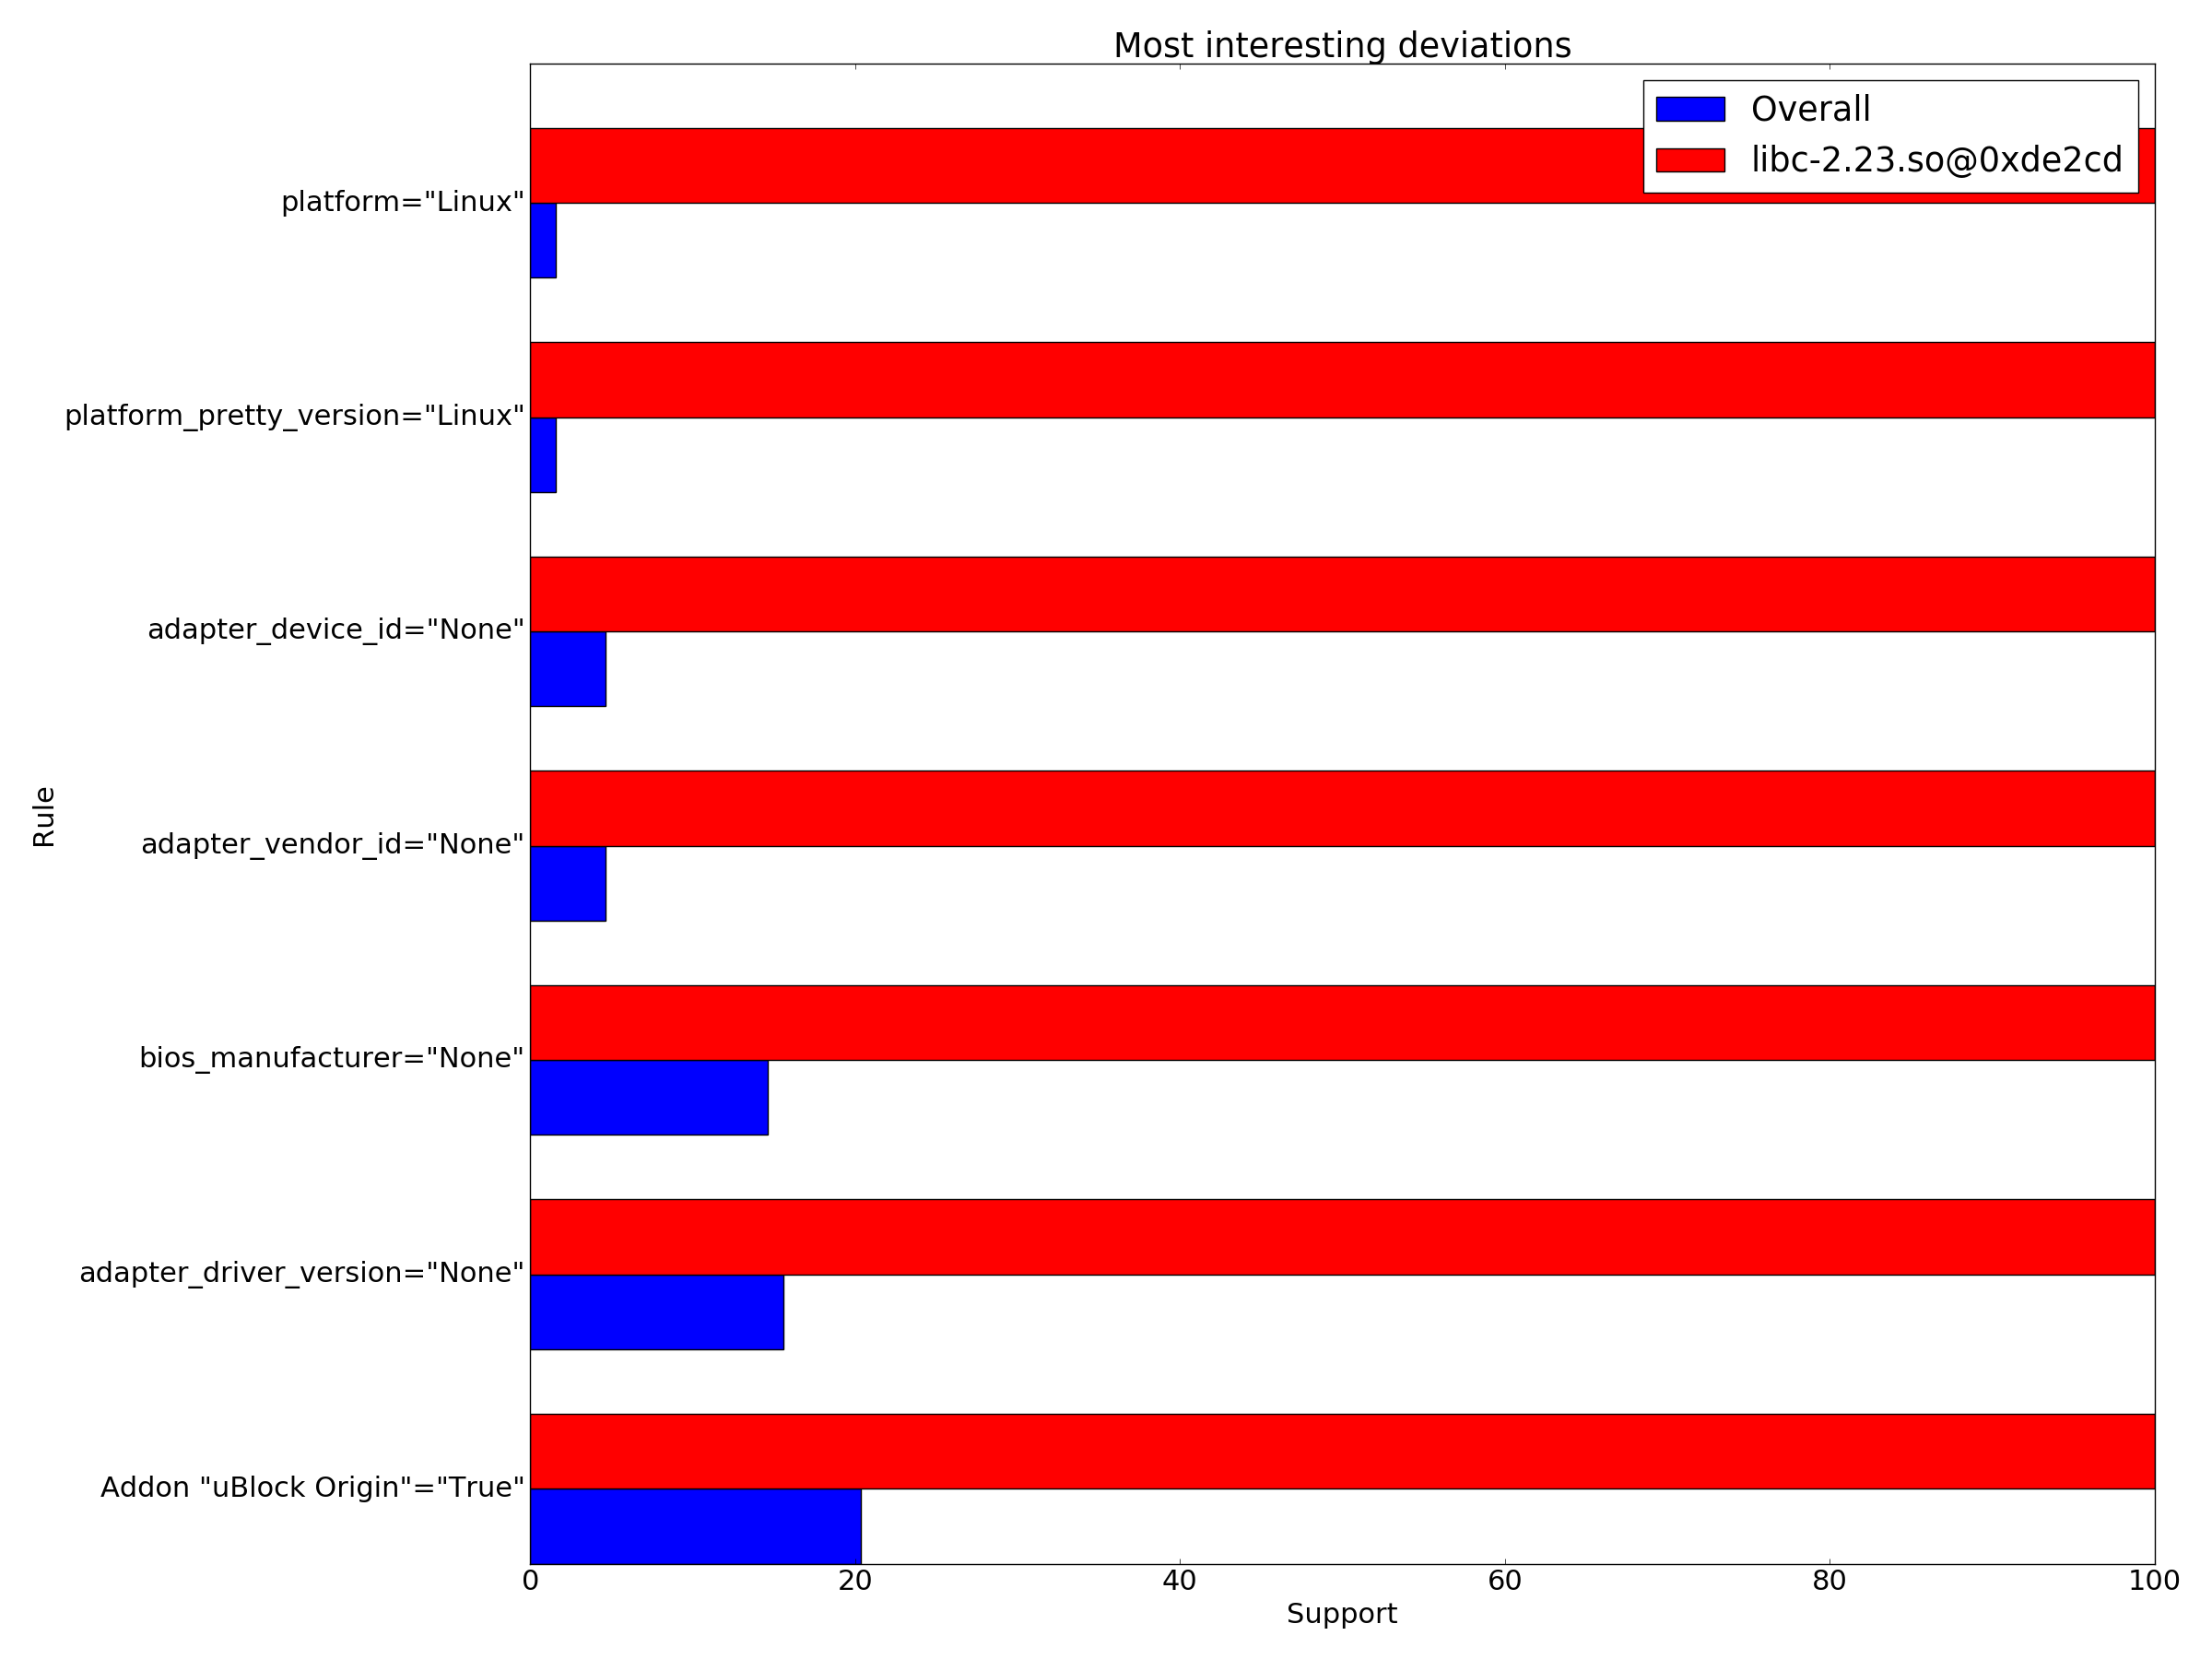 Most interesting deviations
Overall
libc-2.23.so@0xde2cd
platform="Linux"
platform_pretty_version="Linux"
adapter_device_id="None"
adapter_vendor_id="None"
bios_manufacturer="None"
adapter_driver_version="None"
Addon "uBlock Origin"="True"
Rule
0 20 40 60 80 100
Support